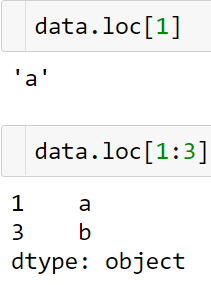 data.loc[1]
'a'
data.loc[1:3]
1    a
3    b
dtype: object